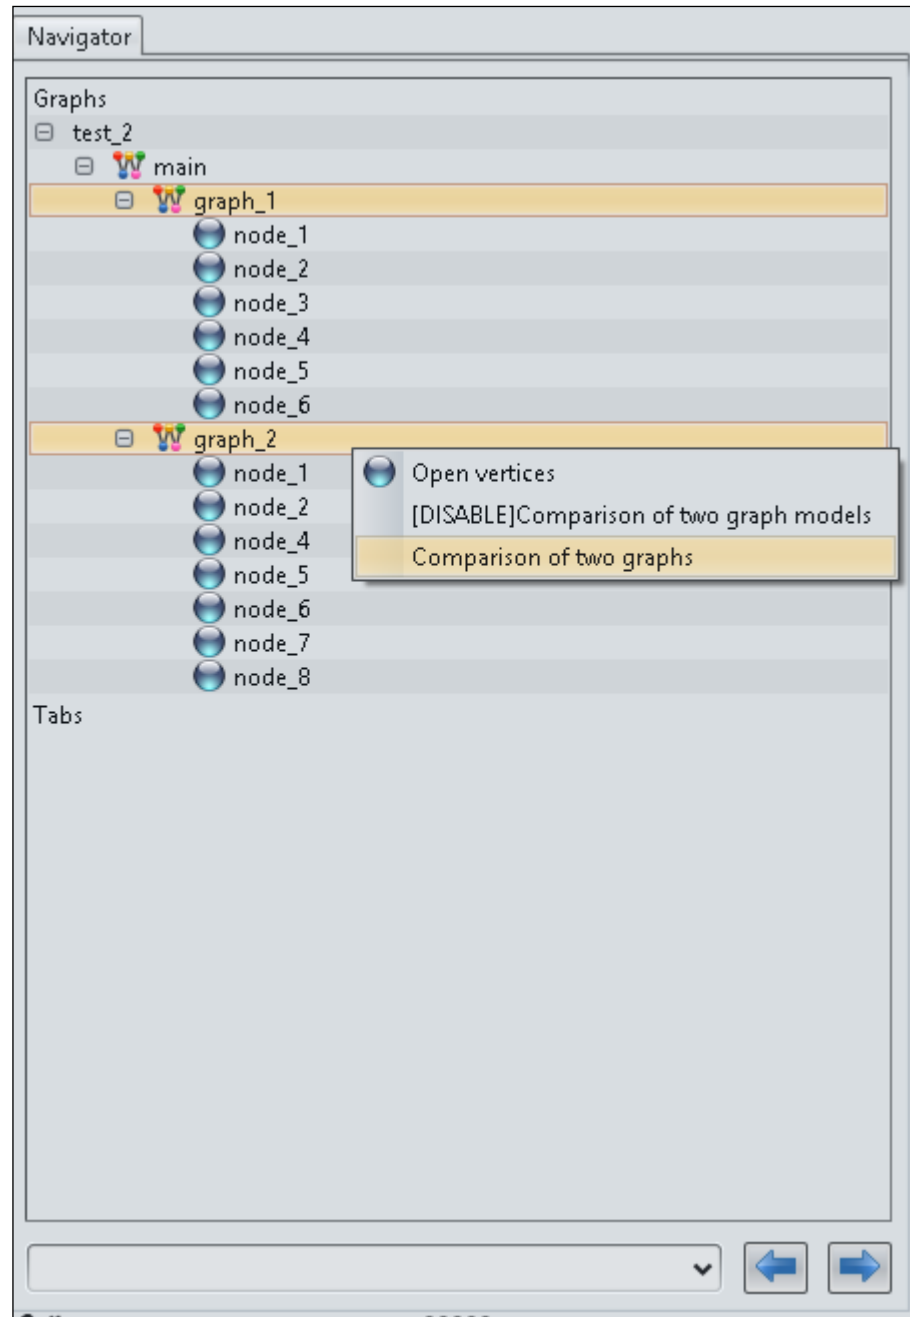 Navigator
Graphs
test_2
main
graph_1
node_1
node_2
node_3
node_4
node_5
node_6
graph_2
node_1
node_2
node_4
node_5
node_6
node_7
node_8
Open vertices
[DISABLE]Comparison of two graph models
Comparison of two graphs
Tabs